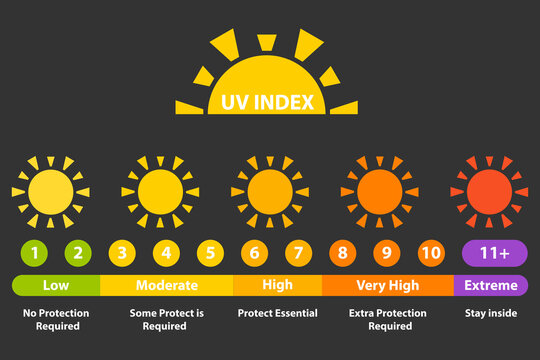 UV INDEX
1 2 3 4 5 6 7 8 9 10 11+
Low Moderate High Very High Extreme
No Protection Some Protect is Protect Essential Extra Protection Stay inside
Required Required Required